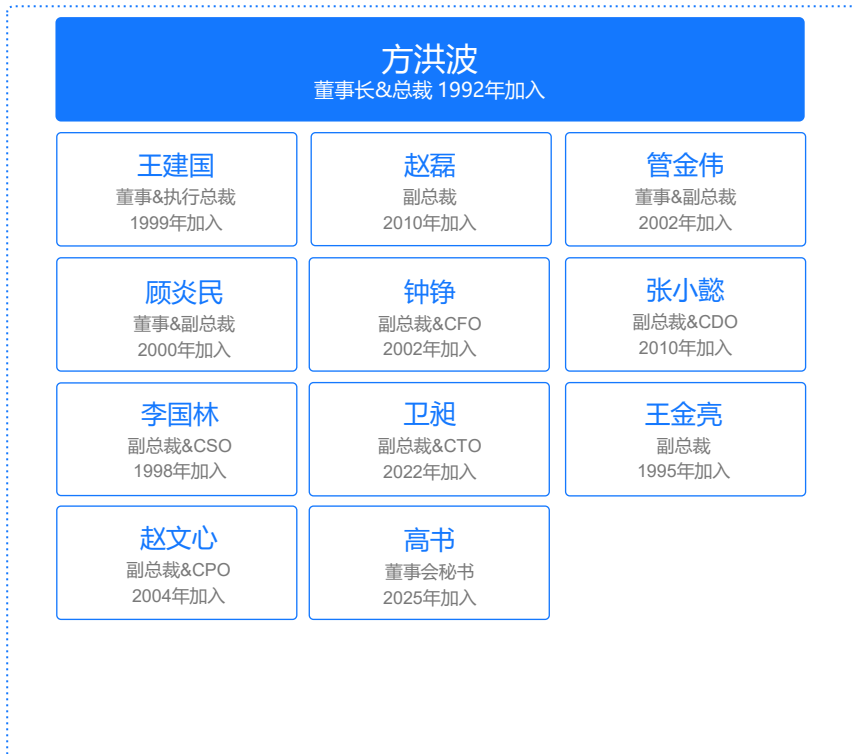 方洪波
董事长&总裁 1992年加入
王建国
董事&执行总裁
1999年加入
赵磊
副总裁
2010年加入
管金伟
董事&副总裁
2002年加入
顾炎民
董事&副总裁
2000年加入
钟铮
副总裁&CFO
2002年加入
张小懿
副总裁&CDO
2010年加入
李国林
副总裁&CSO
1998年加入
卫昶
副总裁&CTO
2022年加入
王金亮
副总裁
1995年加入
赵文心
副总裁&CPO
2004年加入
高书
董事会秘书
2025年加入